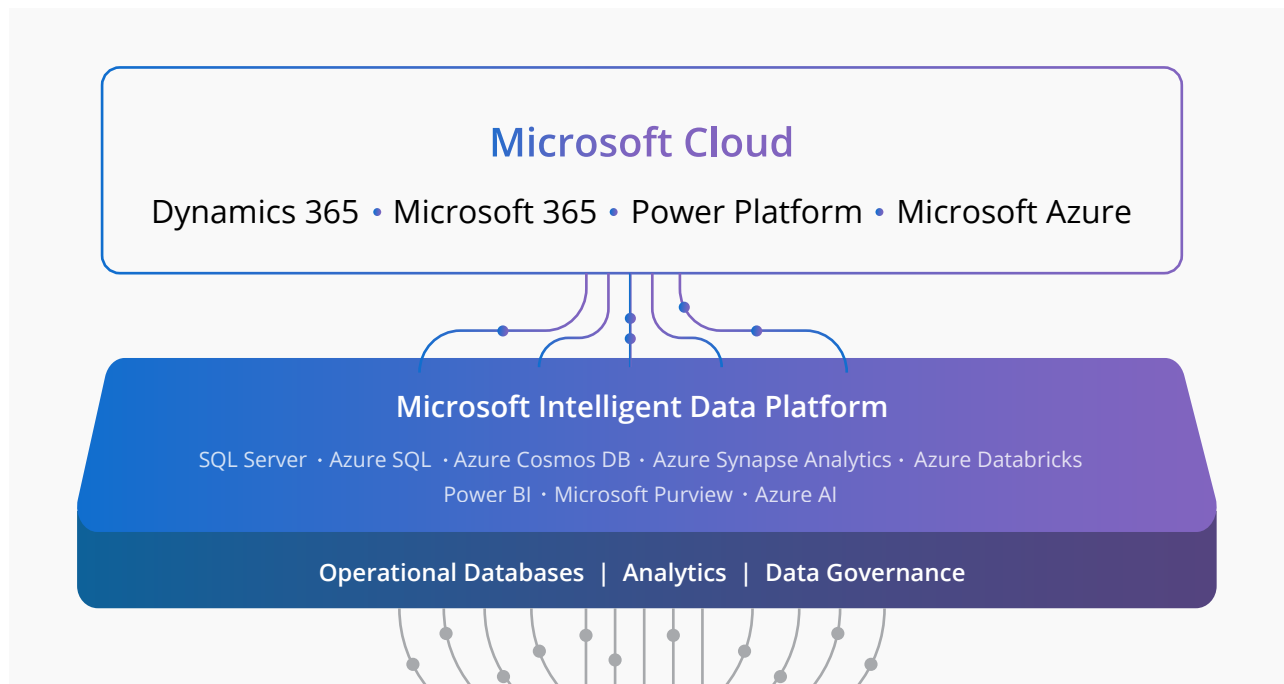 Microsoft Cloud
Dynamics 365 • Microsoft 365 • Power Platform • Microsoft Azure
Microsoft Intelligent Data Platform
SQL Server · Azure SQL · Azure Cosmos DB · Azure Synapse Analytics · Azure Databricks
Power BI · Microsoft Purview · Azure AI
Operational Databases | Analytics | Data Governance